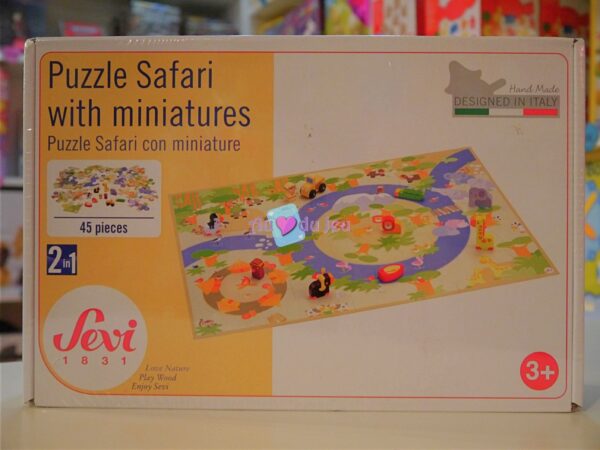 Puzzle Safari
with miniatures
Puzzle Safari con miniature
Hand Made
DESIGNED IN ITALY
45 pieces
2 in 1
Sevi
1831
Love Nature
Play Wood
Enjoy Sevi
3+